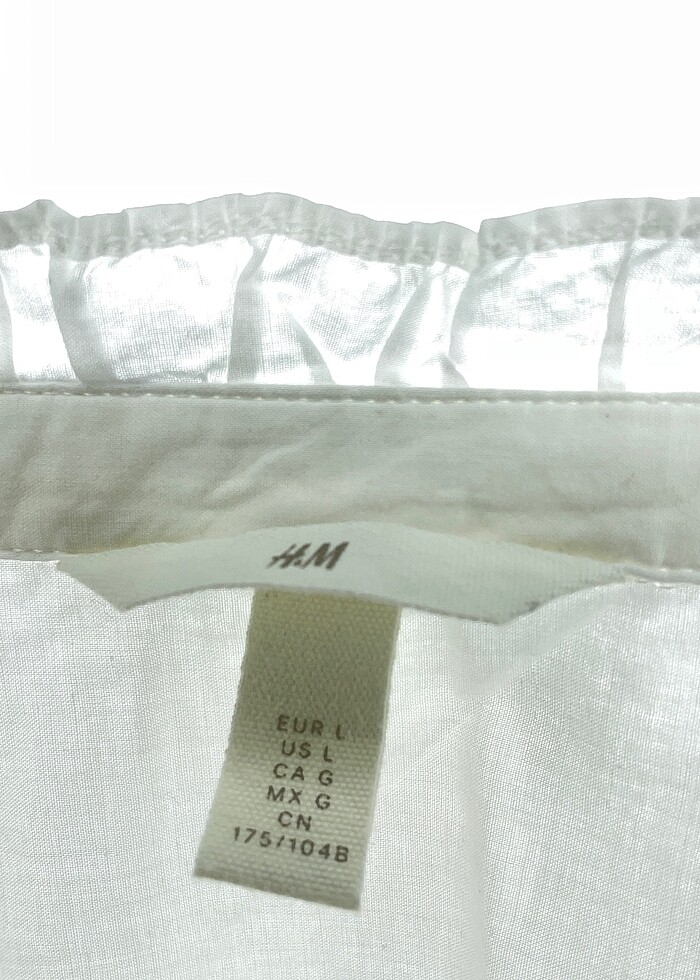 H&M
EUR L
US L
CA G
MX G
CN
175/104B